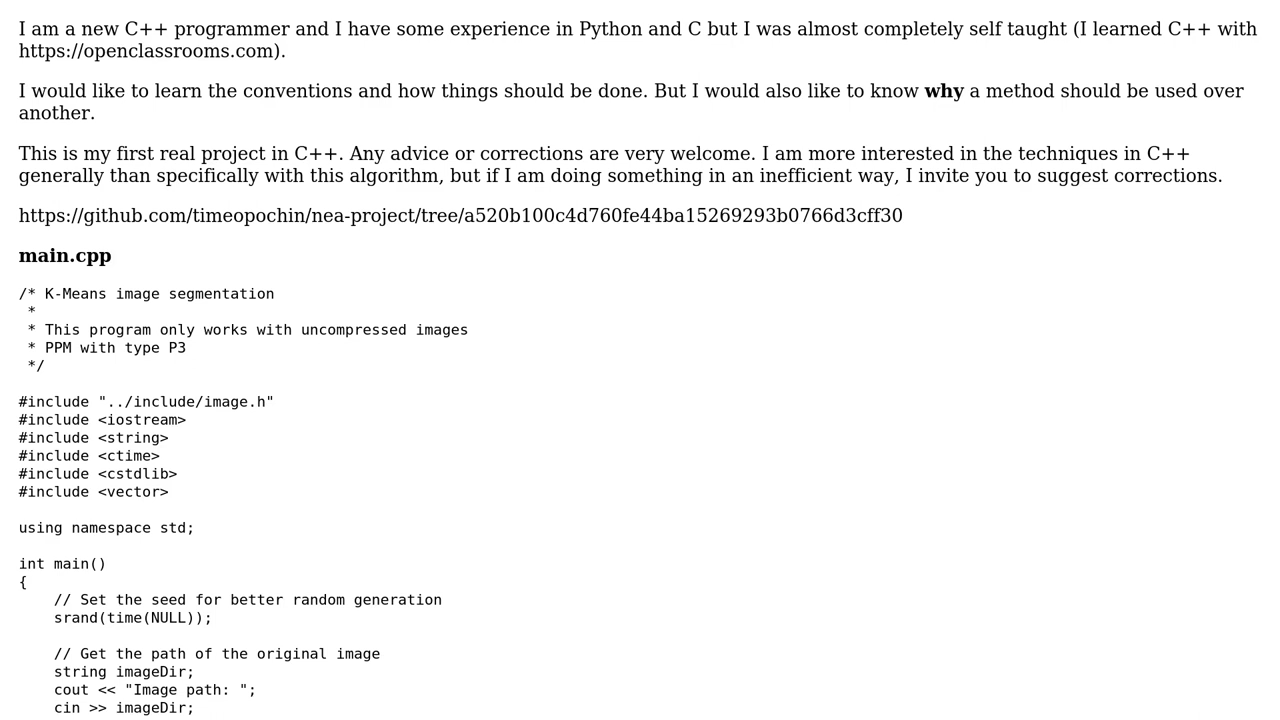 I am a new C++ programmer and I have some experience in Python and C but I was almost completely self taught (I learned C++ with
https://openclassrooms.com).
I would like to learn the conventions and how things should be done. But I would also like to know why a method should be used over
another.
This is my first real project in C++. Any advice or corrections are very welcome. I am more interested in the techniques in C++
generally than specifically with this algorithm, but if I am doing something in an inefficient way, I invite you to suggest corrections.
https://github.com/timeopochin/nea-project/tree/a520b100c4d760fe44ba15269293b0766d3cff30
main.cpp
/* K-Means image segmentation
 *
 * This program only works with uncompressed images
 * PPM with type P3
 */
#include "../include/image.h"
#include <iostream>
#include <string>
#include <ctime>
#include <cstdlib>
#include <vector>
using namespace std;
int main()
{
    // Set the seed for better random generation
    srand(time(NULL));
    // Get the path of the original image
    string imageDir;
    cout << "Image path: ";
    cin >> imageDir;